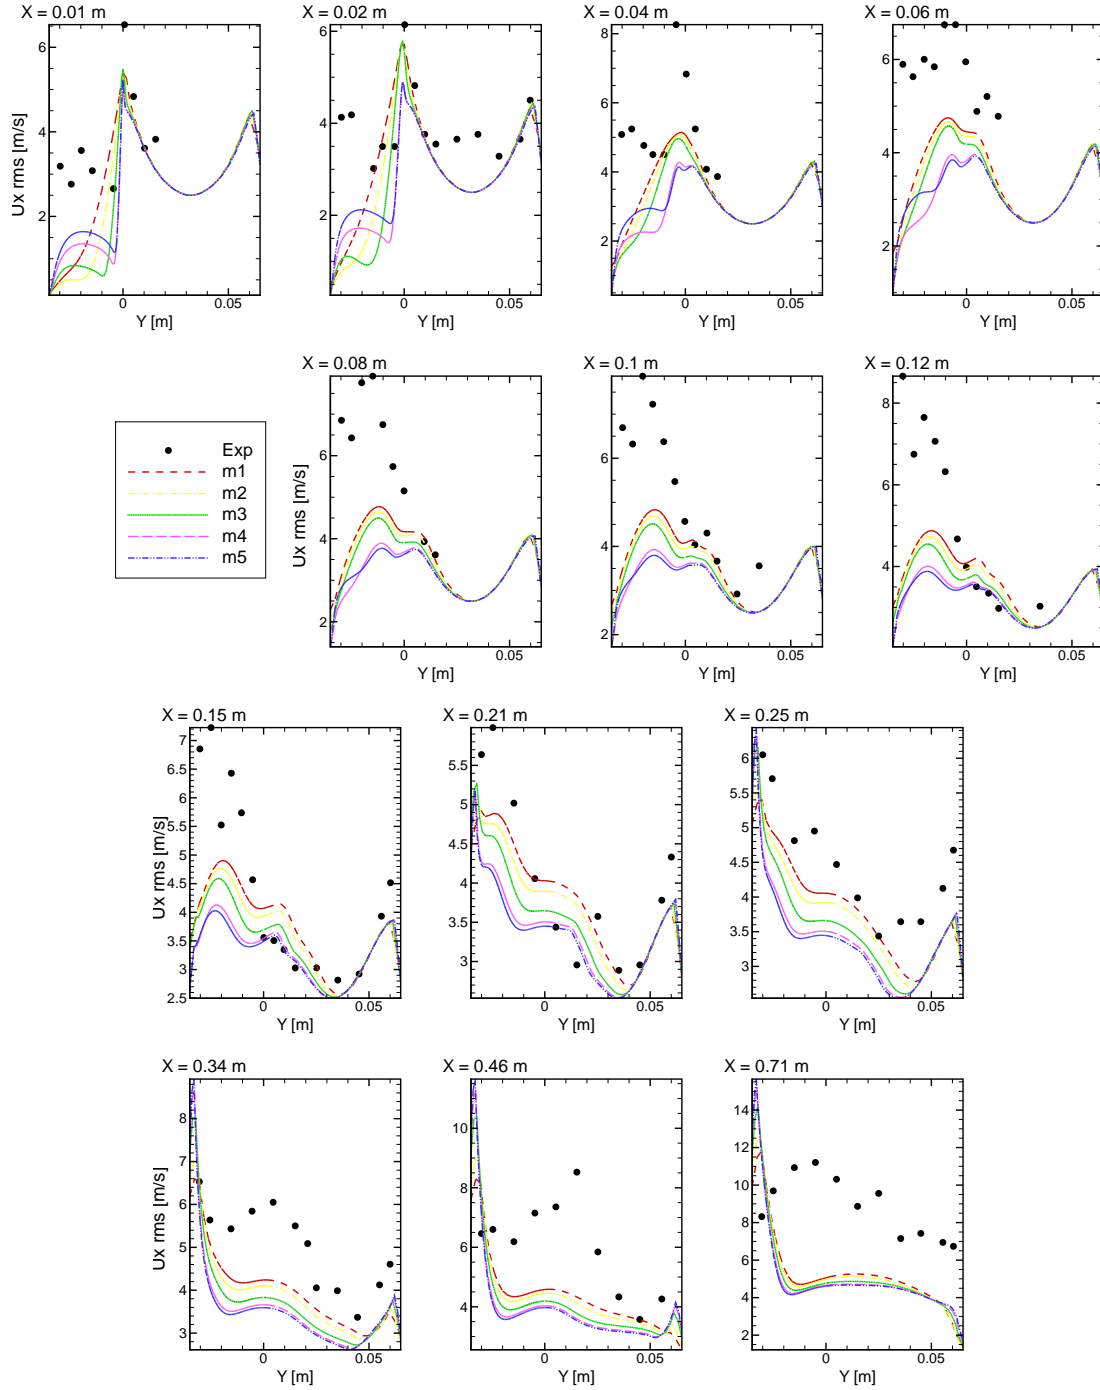 X = 0.01 m
X = 0.02 m
X = 0.04 m
X = 0.06 m
Ux rms [m/s]
6
4
2
0
0.05
Y [m]
6
4
2
0
0.05
Y [m]
8
6
4
2
0
0.05
Y [m]
6
4
2
0
0.05
Y [m]
X = 0.08 m
X = 0.1 m
X = 0.12 m
Exp
m1
m2
m3
m4
m5
Ux rms [m/s]
6
4
2
0
0.05
Y [m]
8
6
4
2
0
0.05
Y [m]
8
6
4
0
0.05
Y [m]
X = 0.15 m
X = 0.21 m
X = 0.25 m
Ux rms [m/s]
7
6.5
6
5.5
5
4.5
4
3.5
3
2.5
0
0.05
Y [m]
5.5
5
4.5
4
3.5
3
0
0.05
Y [m]
6
5.5
5
4.5
4
3.5
3
0
0.05
Y [m]
X = 0.34 m
X = 0.46 m
X = 0.71 m
Ux rms [m/s]
8
7
6
5
4
3
0
0.05
Y [m]
10
8
6
4
0
0.05
Y [m]
14
12
10
8
6
4
2
0
0.05
Y [m]